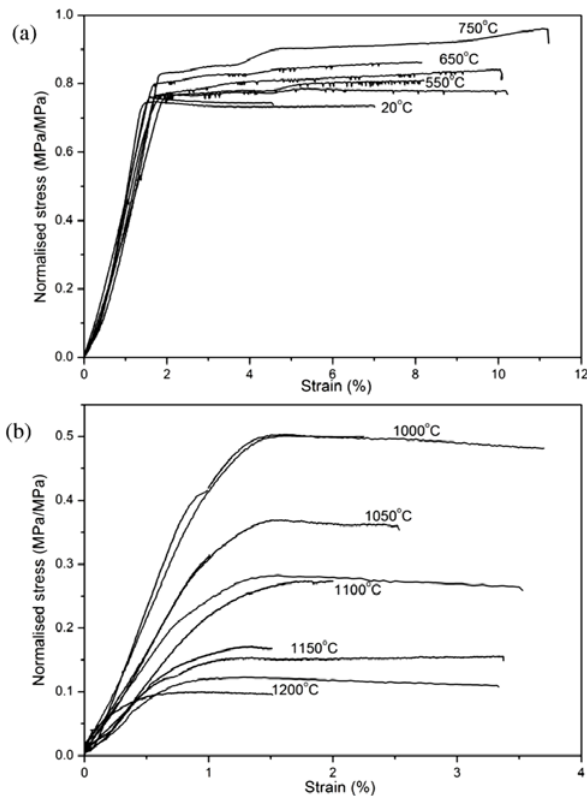 (a)
Normalised stress (MPa/MPa)
1.0
0.8
0.6
0.4
0.2
0.0
750°C
650°C
550°C
20°C
0 2 4 6 8 10 12
Strain (%)
(b)
Normalised stress (MPa/MPa)
0.5
0.4
0.3
0.2
0.1
0.0
1000°C
1050°C
1100°C
1150°C
1200°C
0 1 2 3 4
Strain (%)